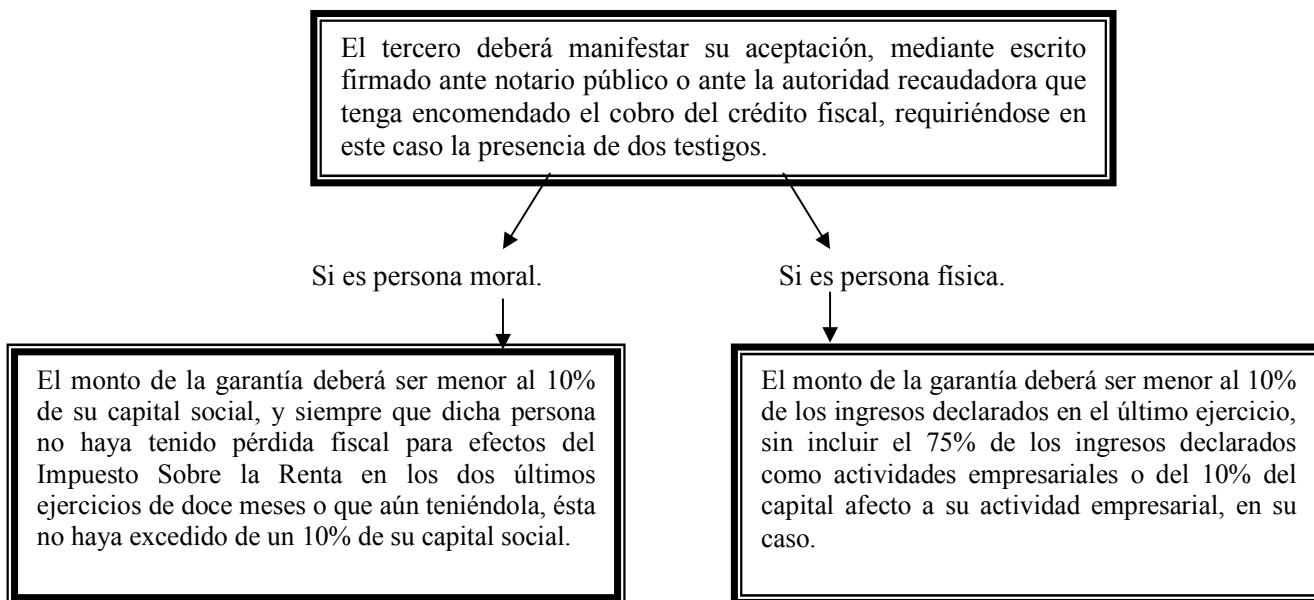 El tercero deberá manifestar su aceptación, mediante escrito
firmado ante notario público o ante la autoridad recaudadora que
tenga encomendado el cobro del crédito fiscal, requiriéndose en
este caso la presencia de dos testigos.
Si es persona moral.
Si es persona física.
El monto de la garantía deberá ser menor al 10%
de su capital social, y siempre que dicha persona
no haya tenido pérdida fiscal para efectos del
Impuesto Sobre la Renta en los dos últimos
ejercicios de doce meses o que aún teniéndola, ésta
no haya excedido de un 10% de su capital social.
El monto de la garantía deberá ser menor al 10%
de los ingresos declarados en el último ejercicio,
sin incluir el 75% de los ingresos declarados
como actividades empresariales o del 10% del
capital afecto a su actividad empresarial, en su
caso.